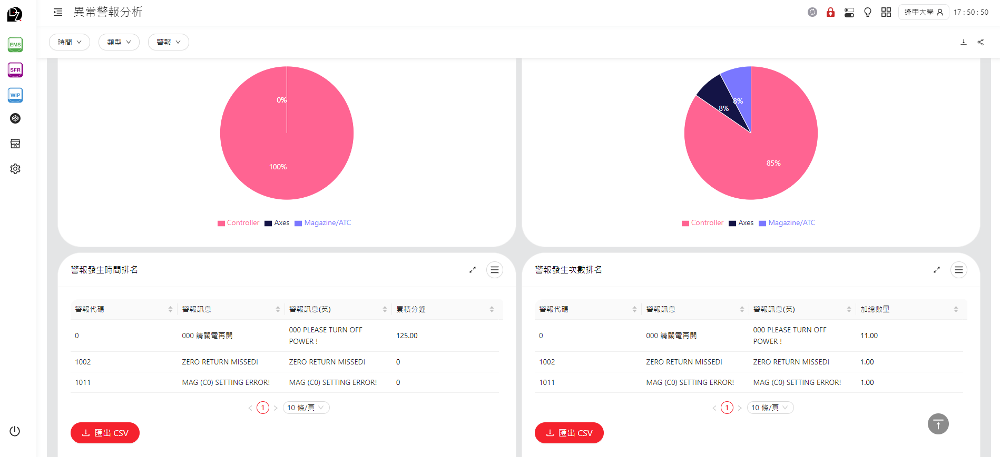 DZ.
異常警報分析
逢甲大學
17 : 50 : 50
EMS
SFR
WIP
時間
類型
警報
0%
100%
Controller Axes Magazine/ATC
8%
8%
85%
Controller Axes Magazine/ATC
警報發生時間排名
警報代碼 警報訊息 警報訊息(英) 累積分鐘
0 000 請關電再開 000 PLEASE TURN OFF POWER ! 125.00
1002 ZERO RETURN MISSED! ZERO RETURN MISSED! 0
1011 MAG (C0) SETTING ERROR! MAG (C0) SETTING ERROR! 0
< 1 > 10 條/頁
匯出 CSV
警報發生次數排名
警報代碼 警報訊息 警報訊息(英) 加總數量
0 000 請關電再開 000 PLEASE TURN OFF POWER ! 11.00
1002 ZERO RETURN MISSED! ZERO RETURN MISSED! 1.00
1011 MAG (C0) SETTING ERROR! MAG (C0) SETTING ERROR! 1.00
< 1 > 10 條/頁
匯出 CSV